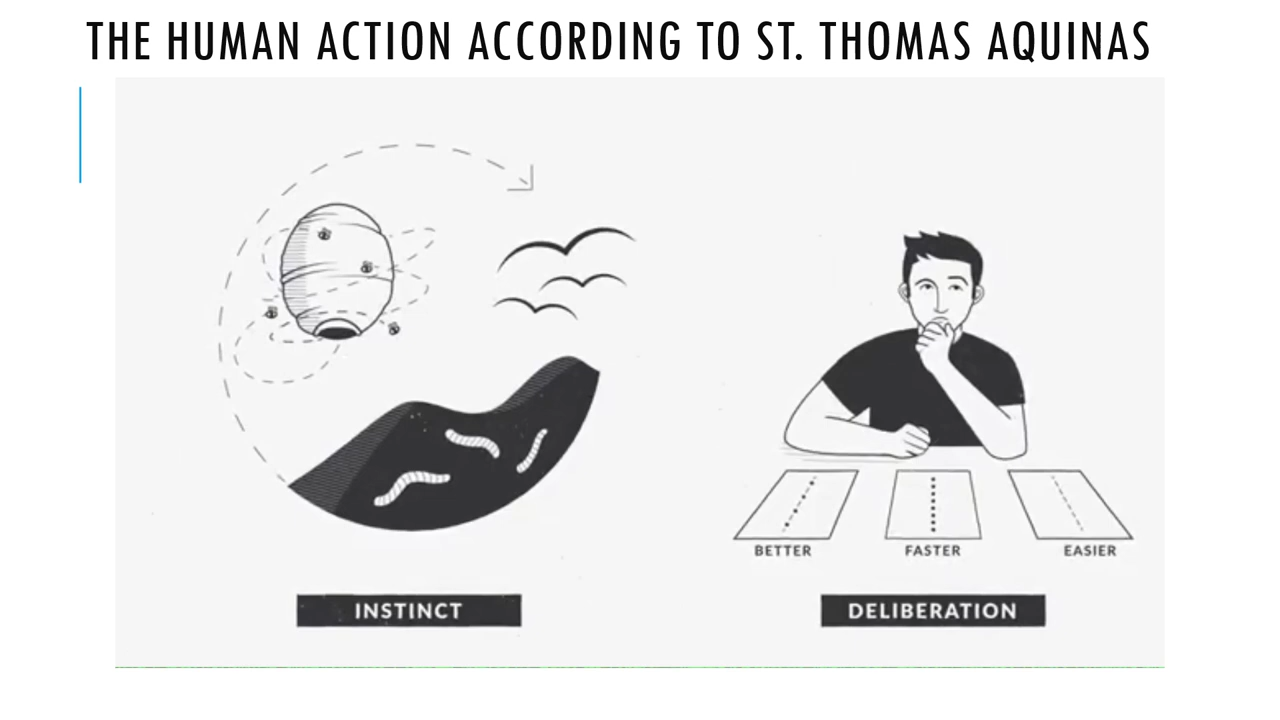 THE HUMAN ACTION ACCORDING TO ST. THOMAS AQUINAS
BETTER
FASTER
EASIER
INSTINCT
DELIBERATION